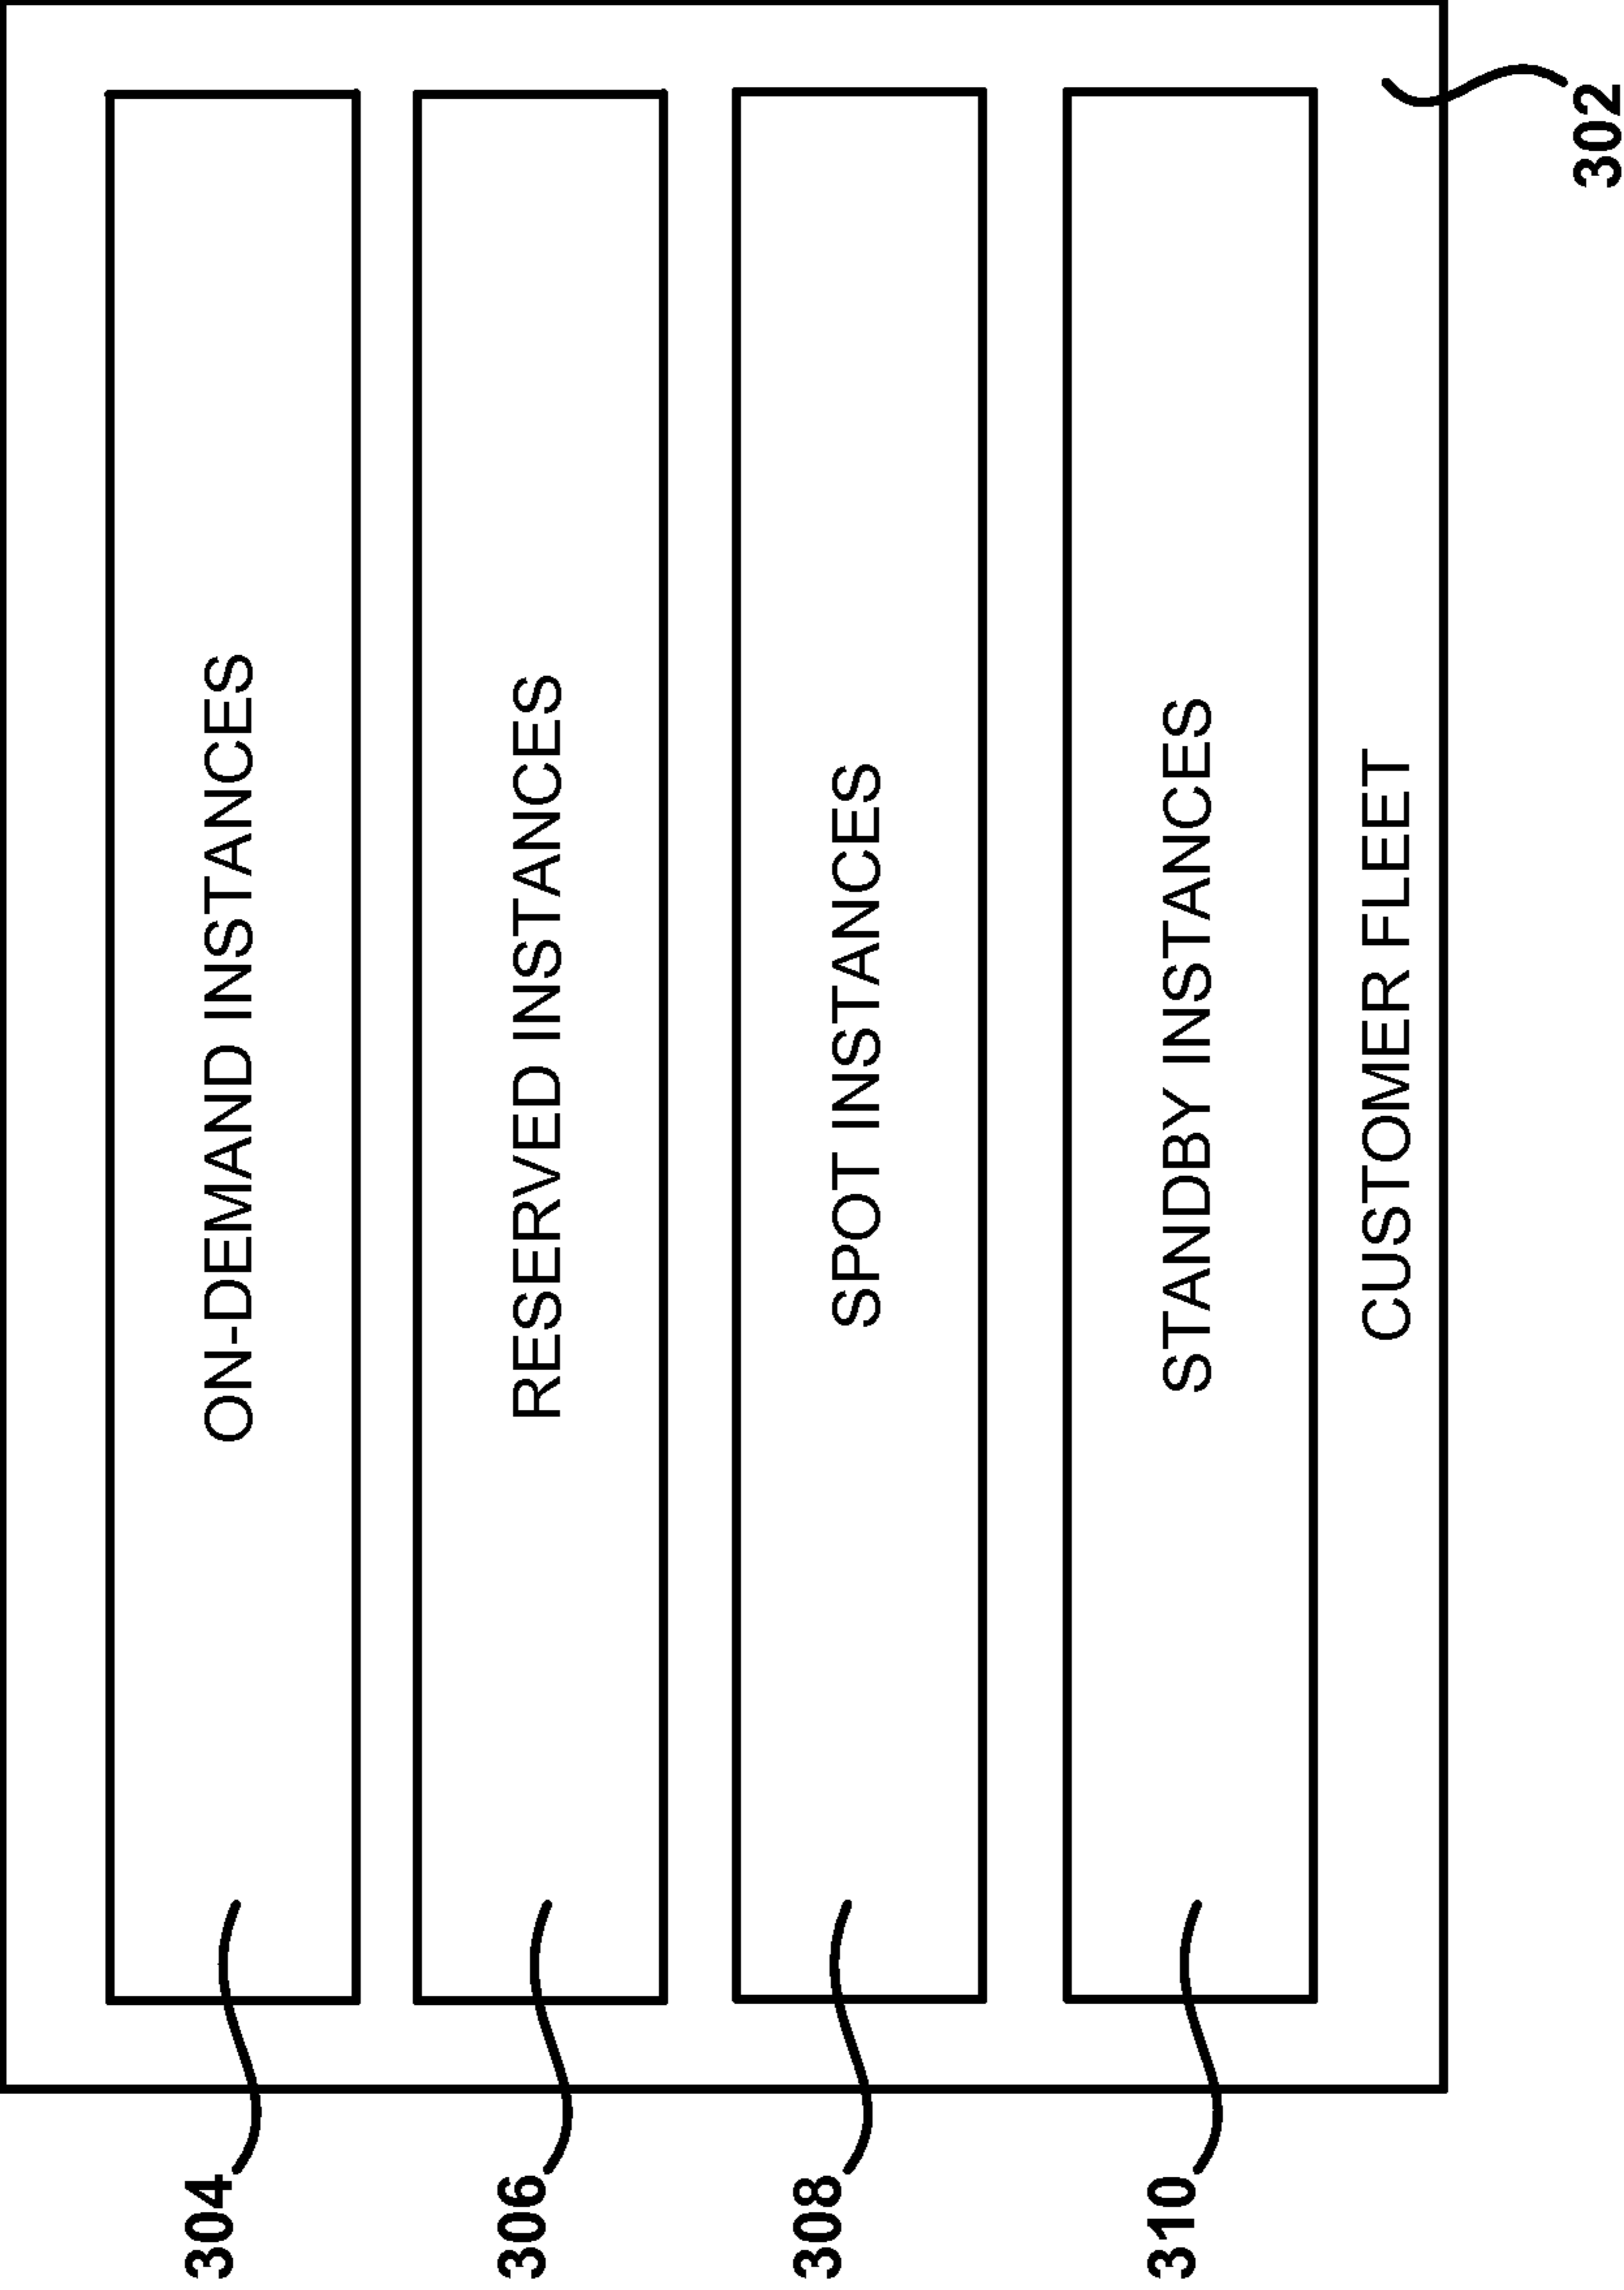 304
ON-DEMAND INSTANCES
306
RESERVED INSTANCES
308
SPOT INSTANCES
310
STANDBY INSTANCES
CUSTOMER FLEET
302